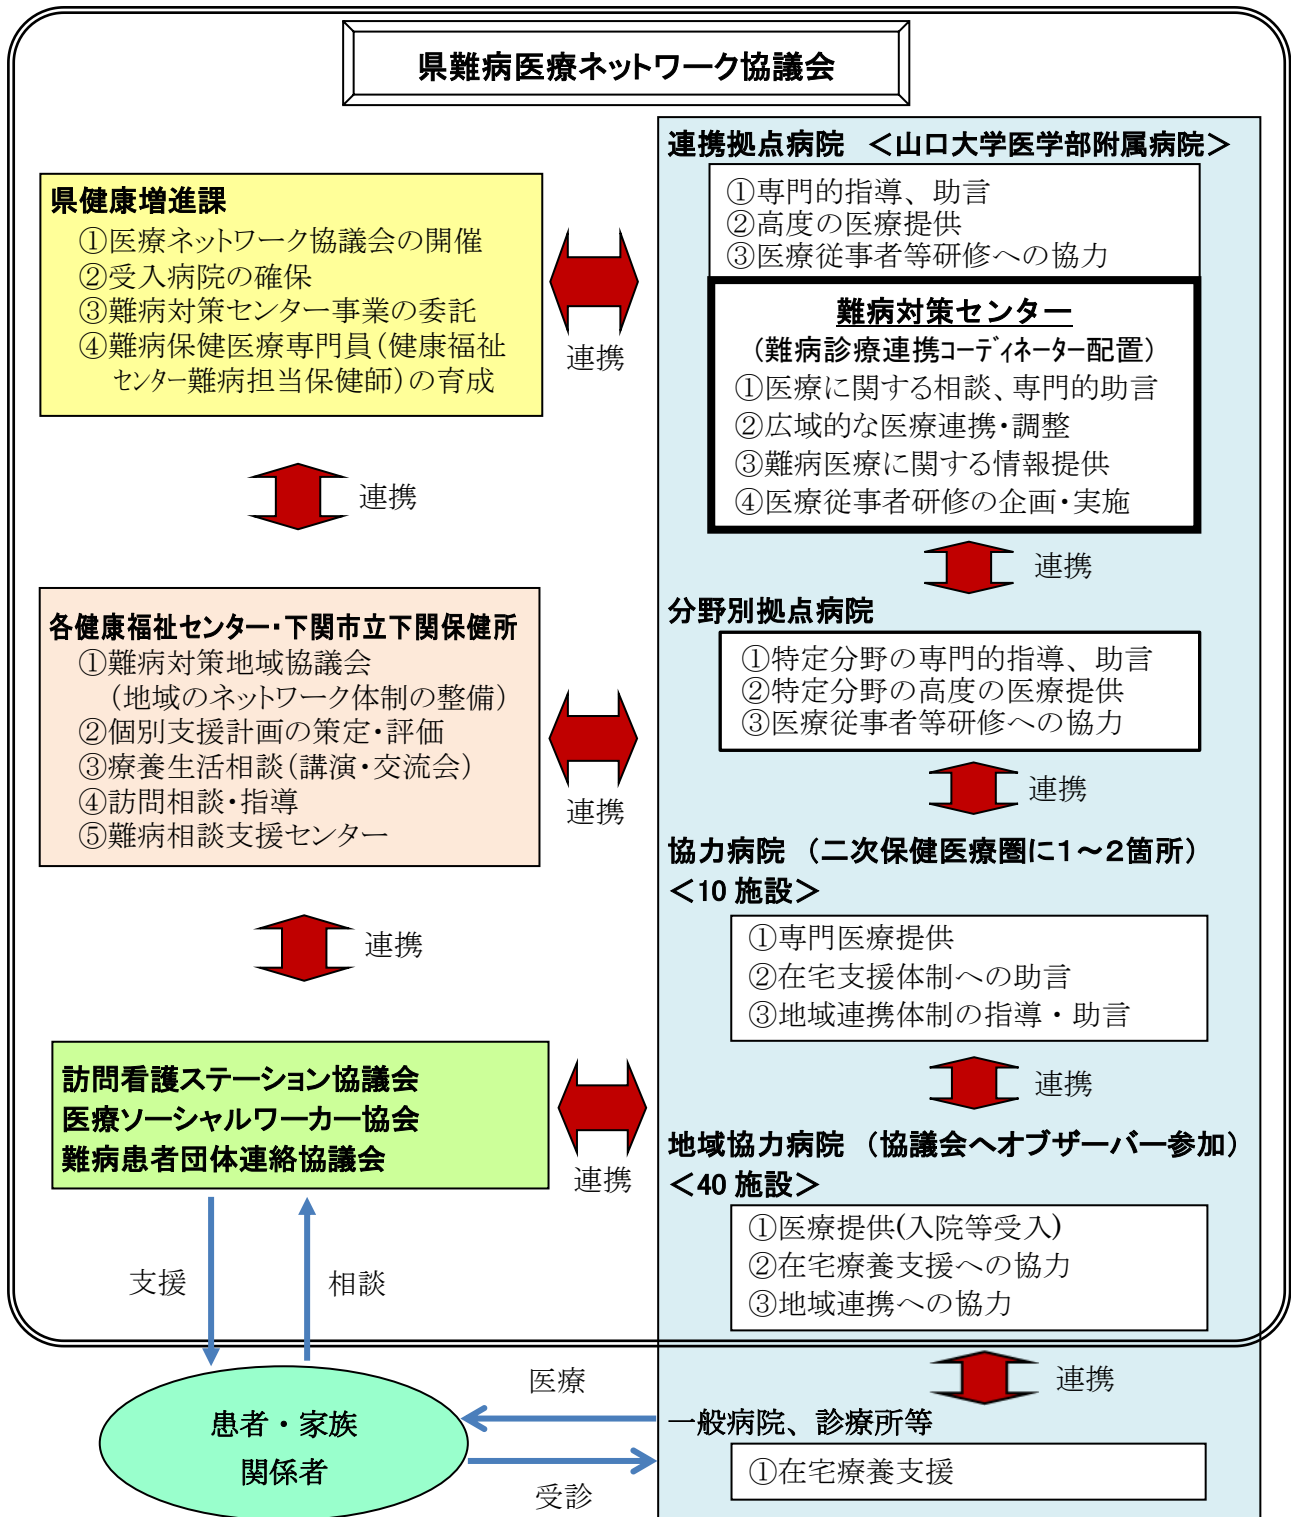 県難病医療ネットワーク協議会
県健康増進課
①医療ネットワーク協議会の開催
②受入病院の確保
③難病対策センター事業の委託
④難病保健医療専門員(健康福祉
センター難病担当保健師)の育成
連携
連携
各健康福祉センター・下関市立下関保健所
①難病対策地域協議会
(地域のネットワーク体制の整備)
②個別支援計画の策定・評価
③療養生活相談(講演・交流会)
④訪問相談・指導
⑤難病相談支援センター
連携
連携
訪問看護ステーション協議会
医療ソーシャルワーカー協会
難病患者団体連絡協議会
連携
支援
相談
患者・家族
関係者
医療
受診
連携拠点病院 <山口大学医学部附属病院>
①専門的指導、助言
②高度の医療提供
③医療従事者等研修への協力
難病対策センター
(難病診療連携コーディネーター配置)
①医療に関する相談、専門的助言
②広域的な医療連携・調整
③難病医療に関する情報提供
④医療従事者研修の企画・実施
連携
分野別拠点病院
①特定分野の専門的指導、助言
②特定分野の高度の医療提供
③医療従事者等研修への協力
連携
協力病院 (二次保健医療圏に1~2箇所)
<10 施設>
①専門医療提供
②在宅支援体制への助言
③地域連携体制の指導・助言
連携
地域協力病院 (協議会へオブザーバー参加)
<40 施設>
①医療提供(入院等受入)
②在宅療養支援への協力
③地域連携への協力
連携
一般病院、診療所等
①在宅療養支援